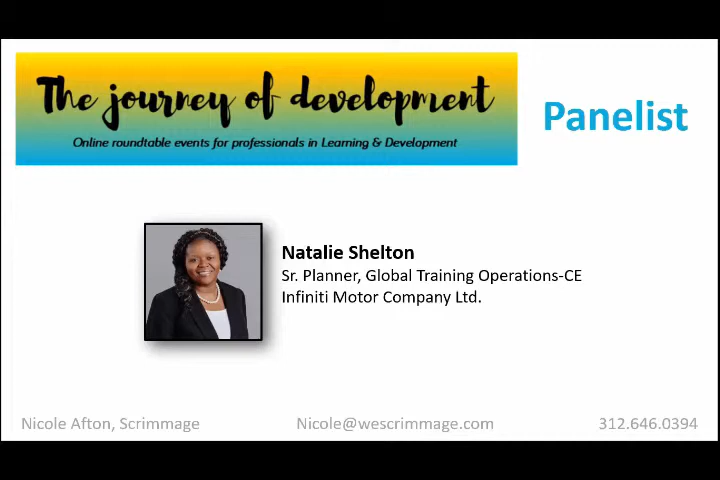 The journey of development
Online roundtable events for professionals in Learning & Development
Panelist
Natalie Shelton
Sr. Planner, Global Training Operations-CE
Infiniti Motor Company Ltd.
Nicole Afton, Scrimmage Nicole@wescrimmage.com 312.646.0394